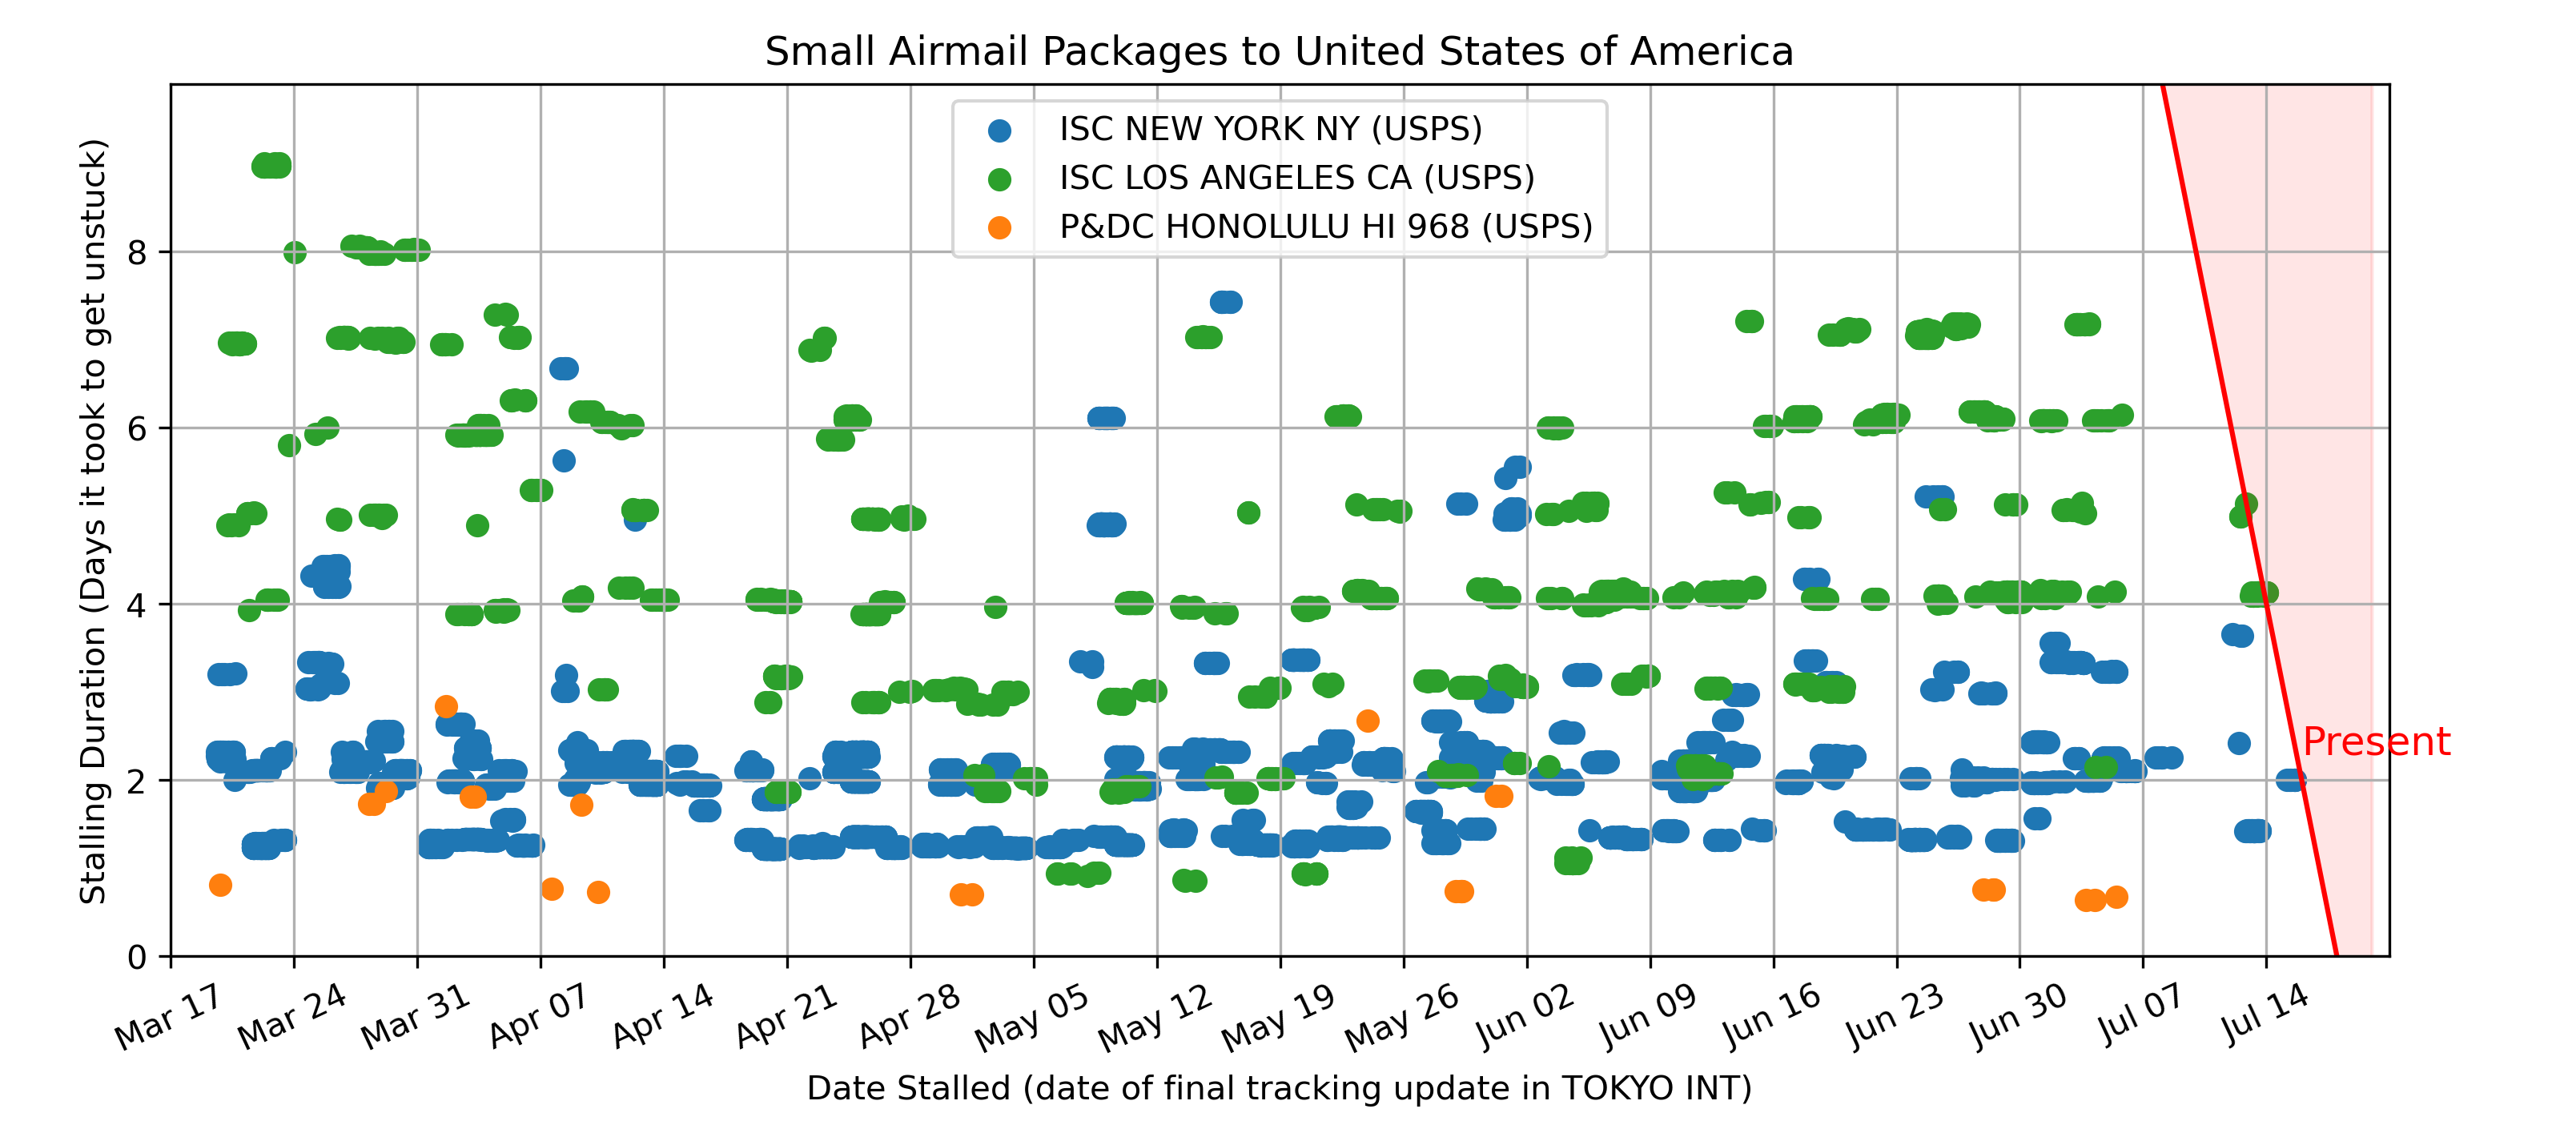 Small Airmail Packages to United States of America
ISC NEW YORK NY (USPS)
ISC LOS ANGELES CA (USPS)
P&DC HONOLULU HI 968 (USPS)
Stalling Duration (Days it took to get unstuck)
8
6
4
2
0
Present
Mar 17
Mar 24
Mar 31
Apr 07
Apr 14
Apr 21
Apr 28
May 05
May 12
May 19
May 26
Jun 02
Jun 09
Jun 16
Jun 23
Jun 30
Jul 07
Jul 14
Date Stalled (date of final tracking update in TOKYO INT)